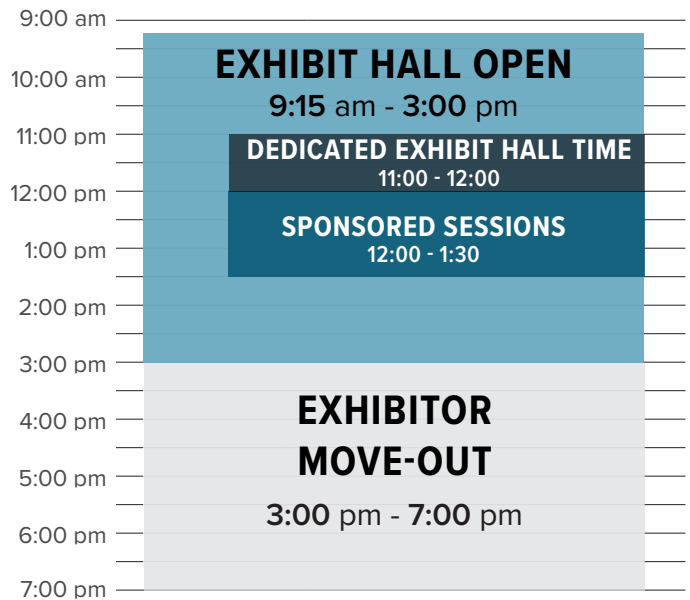 9:00 am
EXHIBIT HALL OPEN
10:00 am
9:15 am - 3:00 pm
11:00 pm
DEDICATED EXHIBIT HALL TIME
11:00 - 12:00
12:00 pm
SPONSORED SESSIONS
12:00 - 1:30
1:00 pm
2:00 pm
3:00 pm
EXHIBITOR
4:00 pm
MOVE-OUT
5:00 pm
3:00 pm - 7:00 pm
6:00 pm
7:00 pm